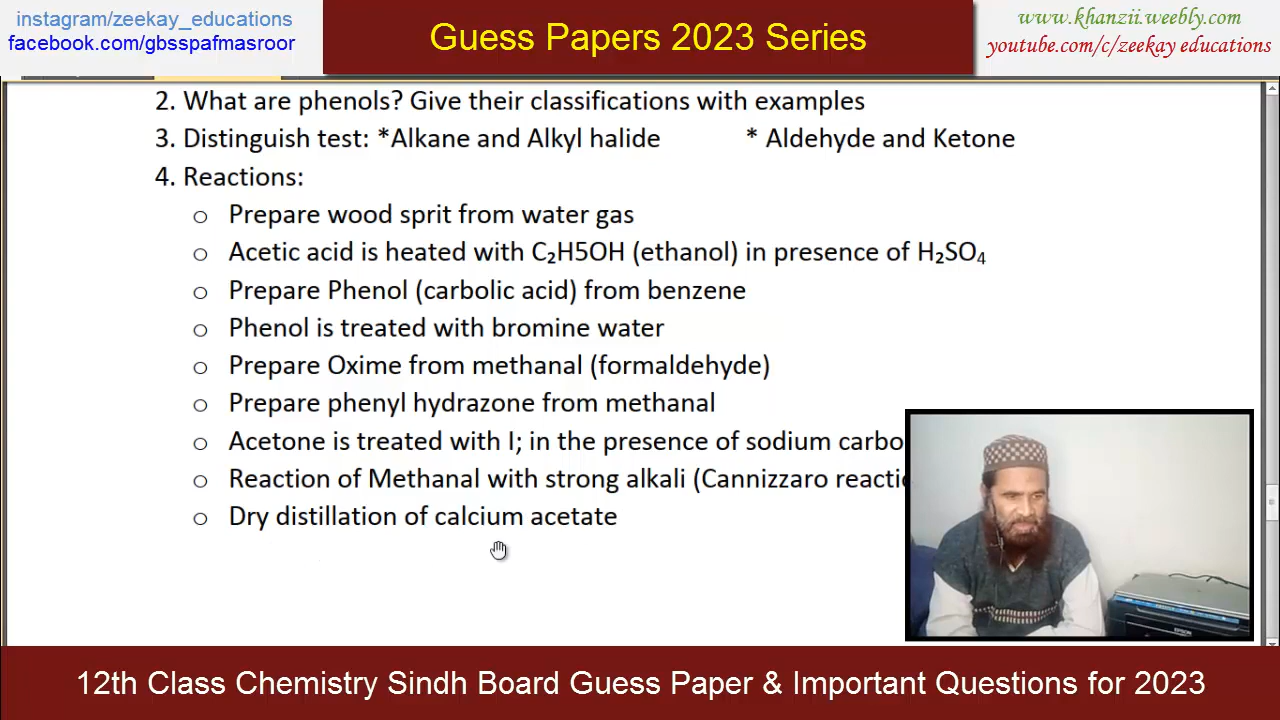 instagram/zeekay_educations
facebook.com/gbsspafmasroor
Guess Papers 2023 Series
www.khanzii.weebly.com
youtube.com/c/zeekay educations
2. What are phenols? Give their classifications with examples
3. Distinguish test: *Alkane and Alkyl halide * Aldehyde and Ketone
4. Reactions:
o Prepare wood sprit from water gas
o Acetic acid is heated with C₂H5OH (ethanol) in presence of H₂SO₄
o Prepare Phenol (carbolic acid) from benzene
o Phenol is treated with bromine water
o Prepare Oxime from methanal (formaldehyde)
o Prepare phenyl hydrazone from methanal
o Acetone is treated with I; in the presence of sodium carbo
o Reaction of Methanal with strong alkali (Cannizzaro reactio
o Dry distillation of calcium acetate
EPSON
12th Class Chemistry Sindh Board Guess Paper & Important Questions for 2023